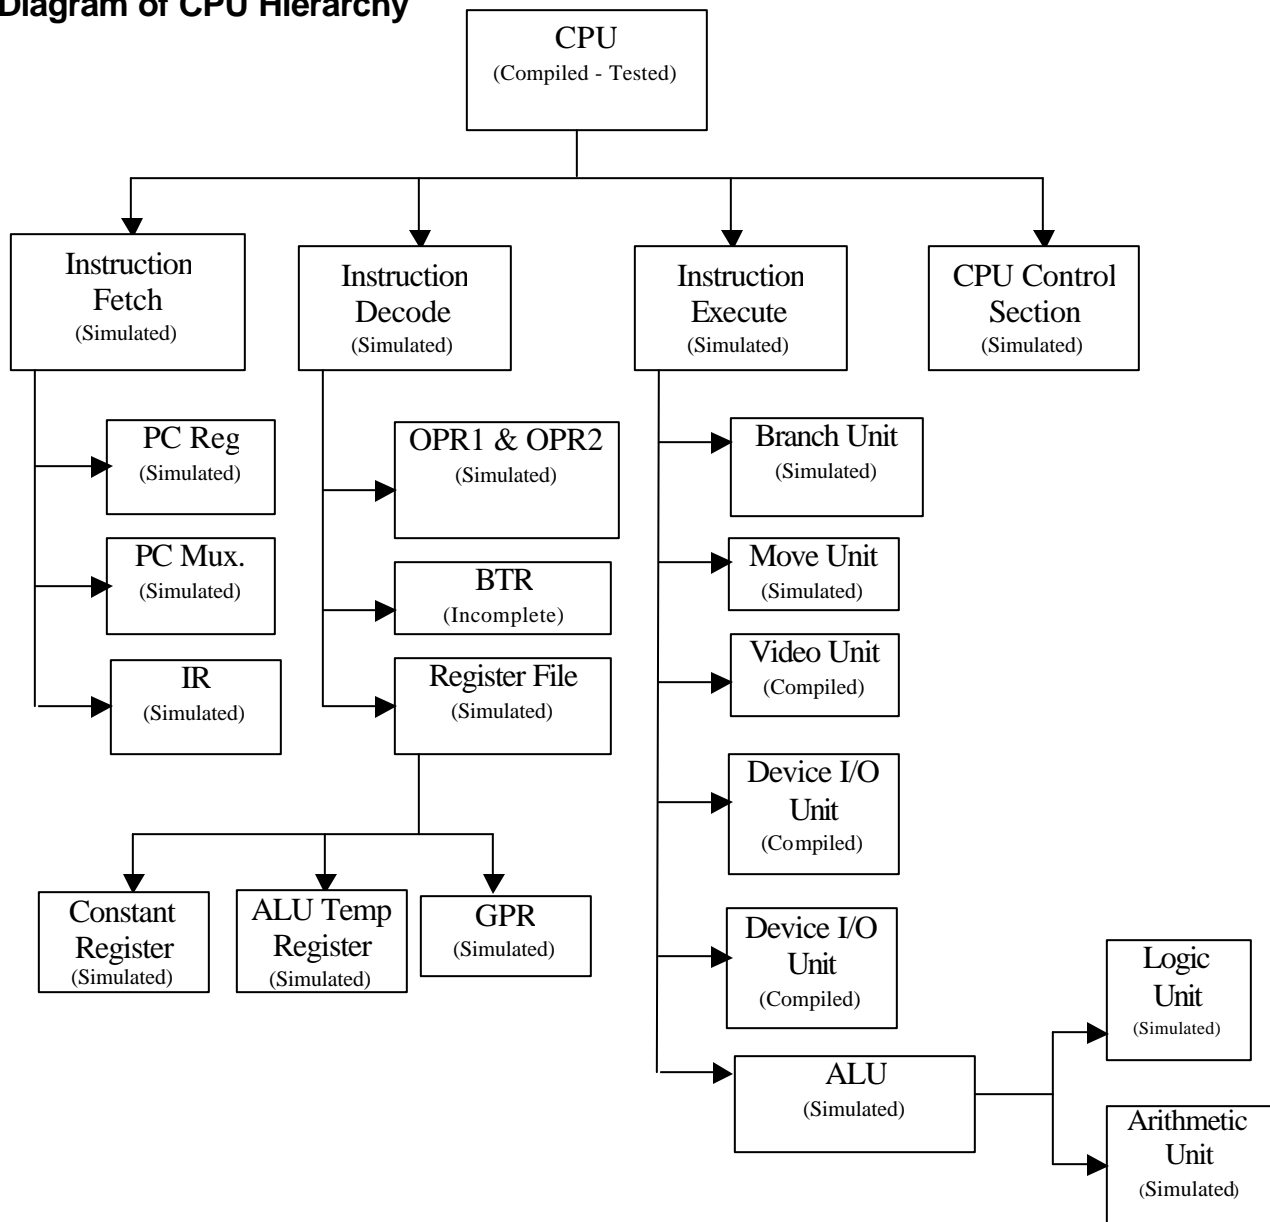 Diagram of CPU Hierarchy
CPU
(Compiled - Tested)
Instruction
Fetch
(Simulated)
Instruction
Decode
(Simulated)
Instruction
Execute
(Simulated)
CPU Control
Section
(Simulated)
PC Reg
(Simulated)
PC Mux.
(Simulated)
IR
(Simulated)
OPR1 & OPR2
(Simulated)
BTR
(Incomplete)
Register File
(Simulated)
Constant
Register
(Simulated)
ALU Temp
Register
(Simulated)
GPR
(Simulated)
Branch Unit
(Simulated)
Move Unit
(Simulated)
Video Unit
(Compiled)
Device I/O
Unit
(Compiled)
Device I/O
Unit
(Compiled)
ALU
(Simulated)
Logic
Unit
(Simulated)
Arithmetic
Unit
(Simulated)